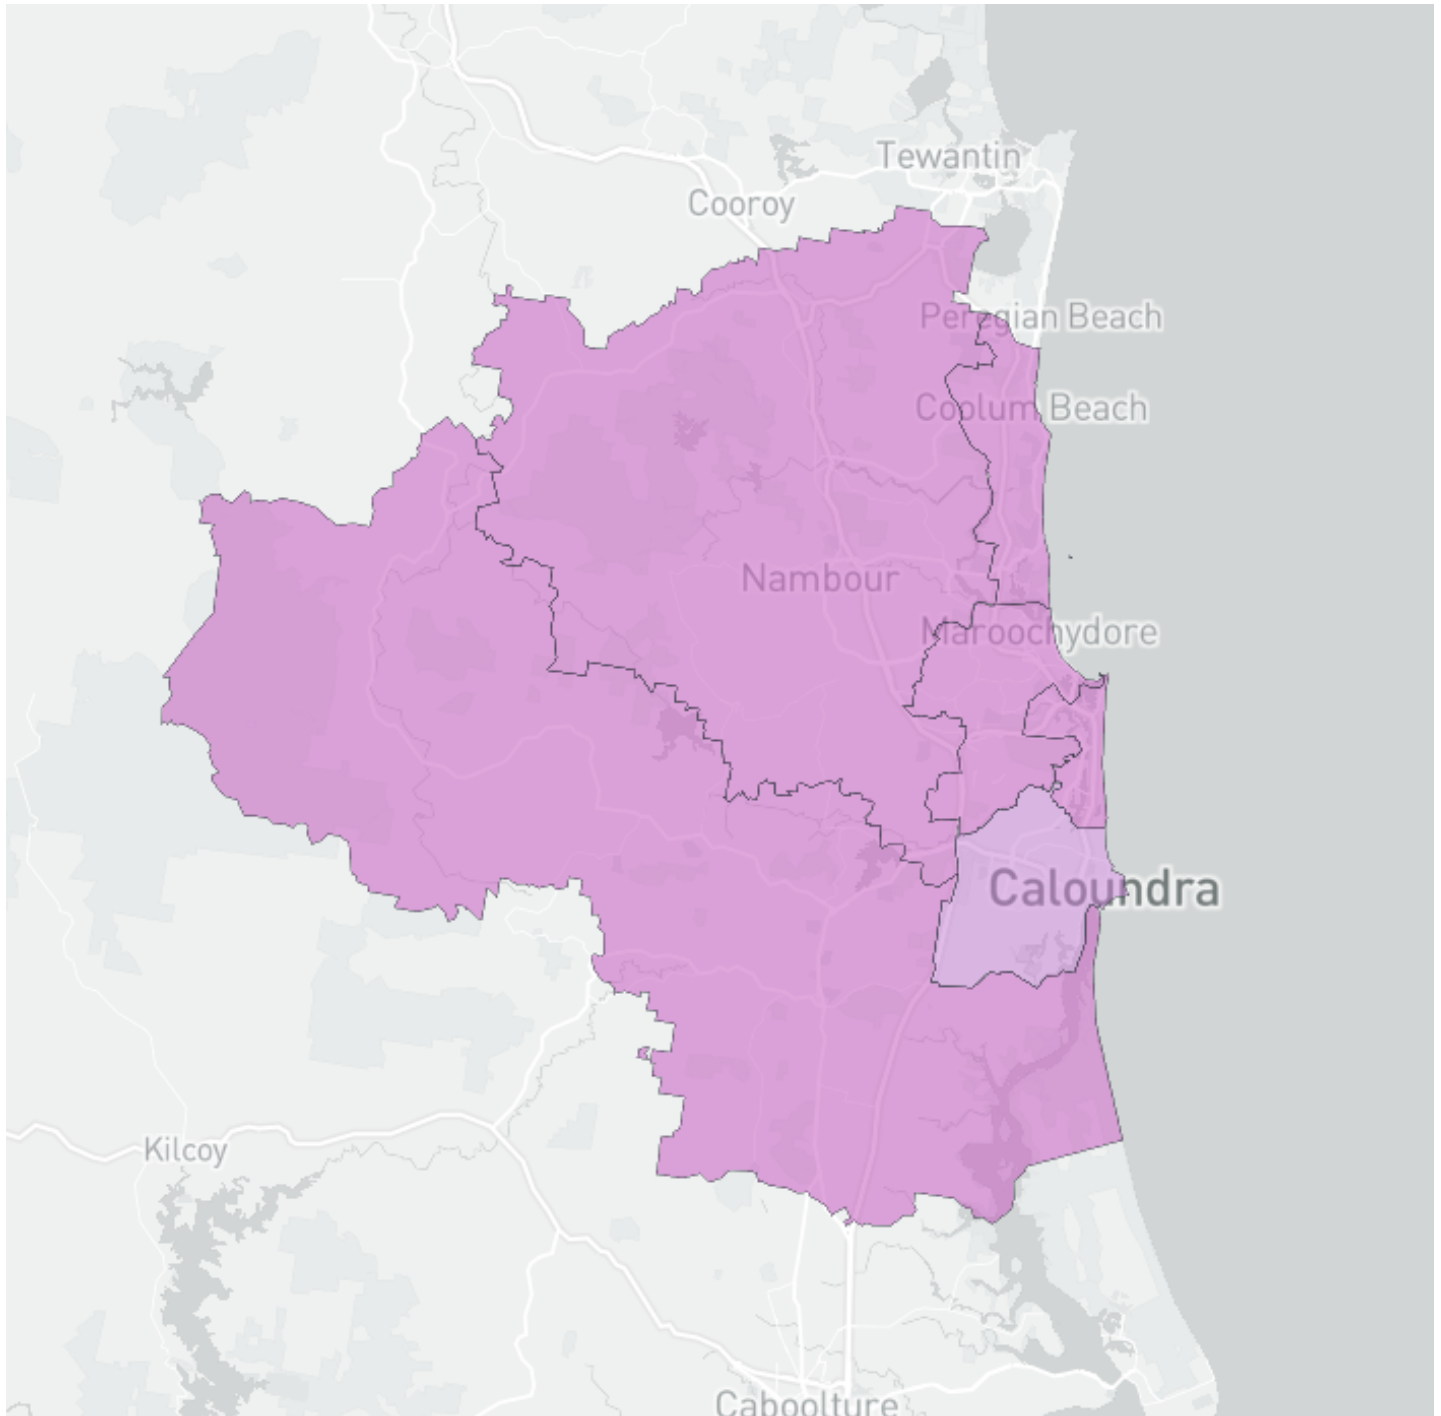 Tewantin
Cooroy
Peregian Beach
Coolum Beach
Nambour
Maroochydore
Caloundra
Kilcoy
Caboolture